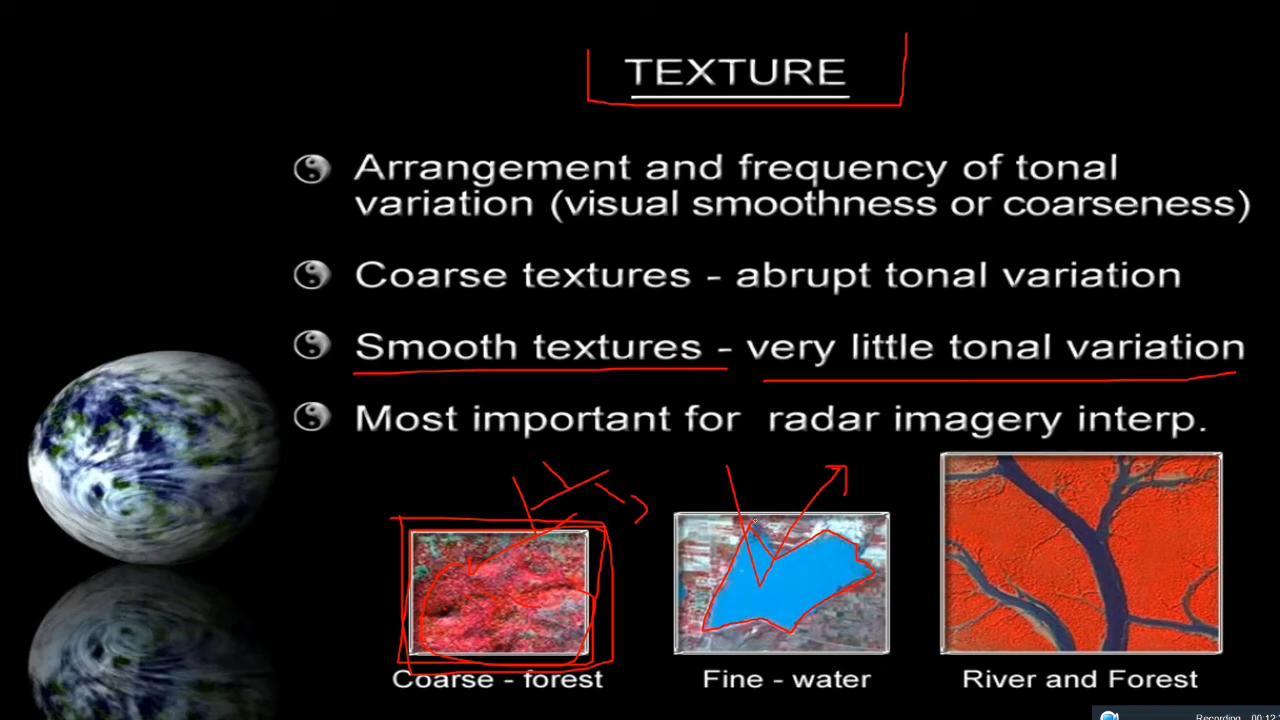 TEXTURE
Arrangement and frequency of tonal
variation (visual smoothness or coarseness)
Coarse textures - abrupt tonal variation
Smooth textures - very little tonal variation
Most important for radar imagery interp.
Coarse - forest
Fine - water
River and Forest
Recording